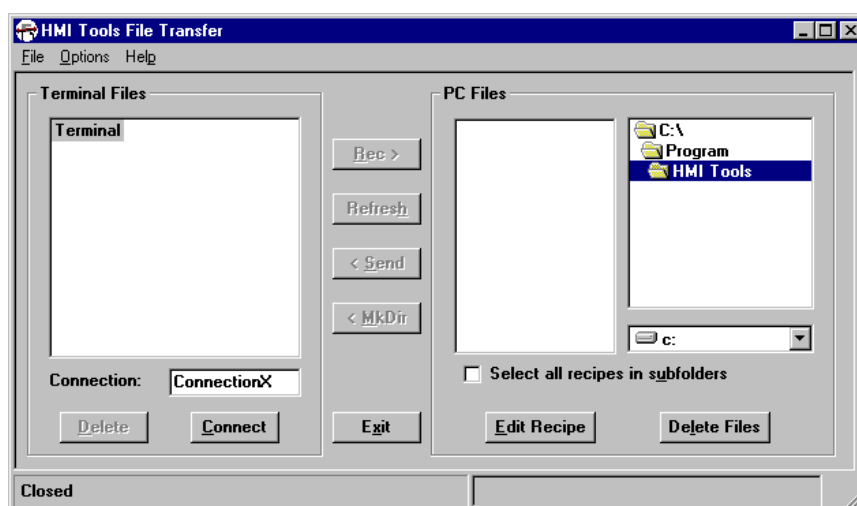 HMI Tools File Transfer
File Options Help
Terminal Files
Terminal
Connection: ConnectionX
Delete
Connect
Rec >
Refresh
< Send
< MkDir
Exit
PC Files
C:\
Program
HMI Tools
c:
Select all recipes in subfolders
Edit Recipe
Delete Files
Closed